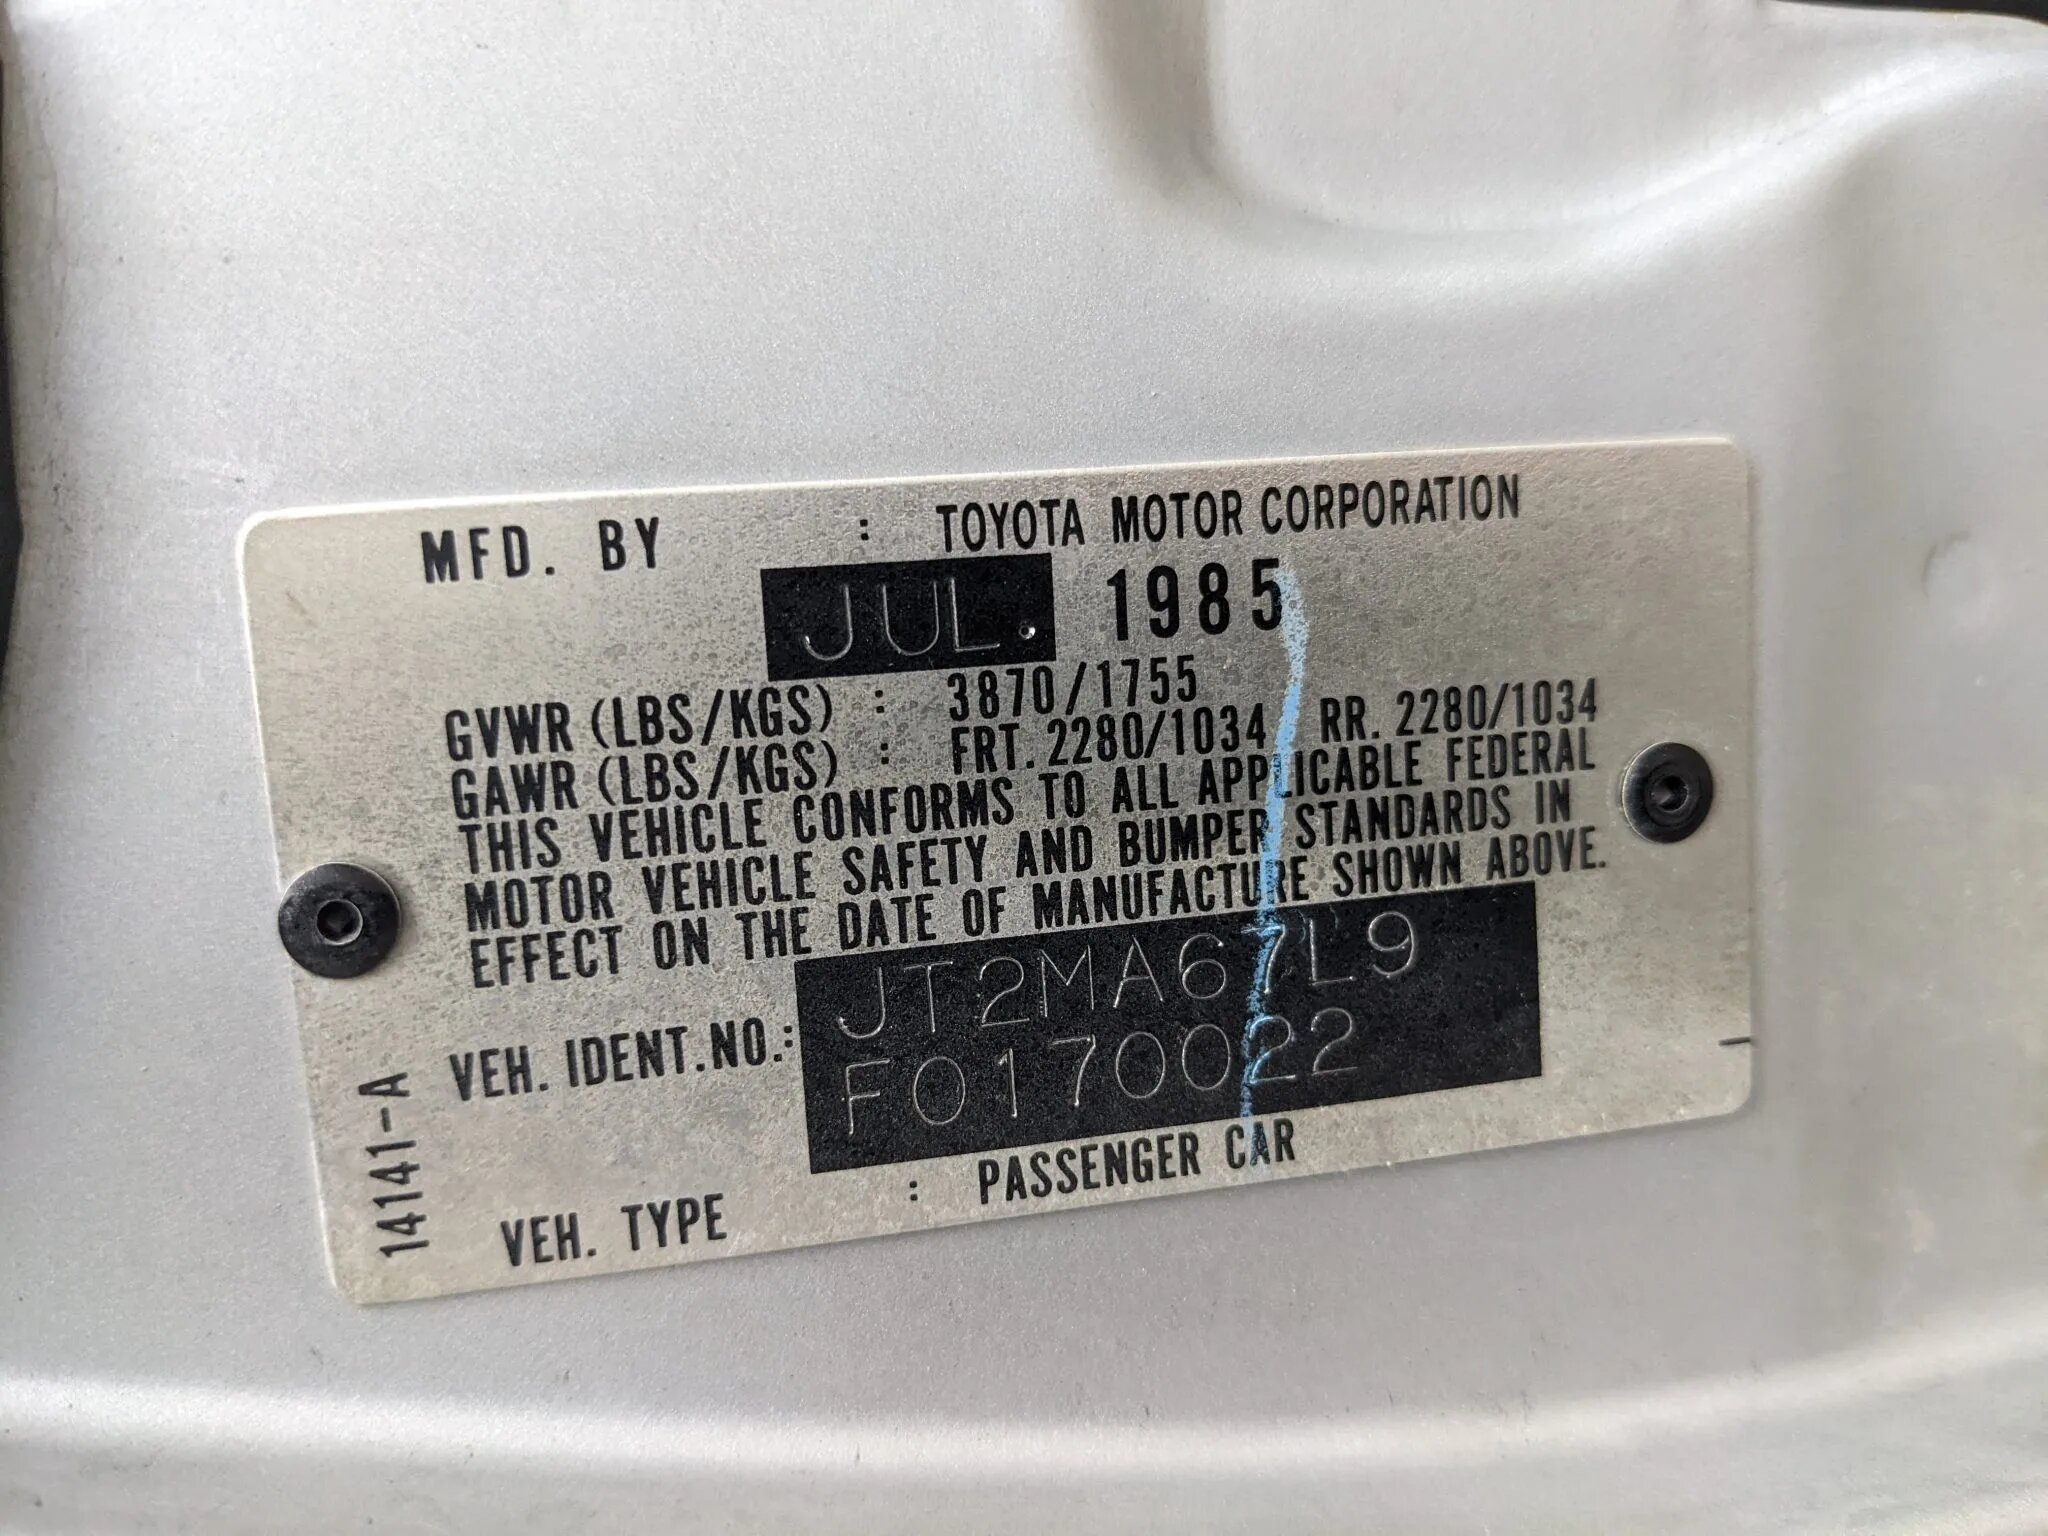 MFD. BY : TOYOTA MOTOR CORPORATION
JUL. 1985
GVWR (LBS/KGS) : 3870/1755
GAWR (LBS/KGS) : FRT. 2280/1034 RR. 2280/1034
THIS VEHICLE CONFORMS TO ALL APPLICABLE FEDERAL
MOTOR VEHICLE SAFETY AND BUMPER STANDARDS IN
EFFECT ON THE DATE OF MANUFACTURE SHOWN ABOVE.
JT2MA67L9
VEH. IDENT.NO.: F0170022
VEH. TYPE : PASSENGER CAR
14141-A